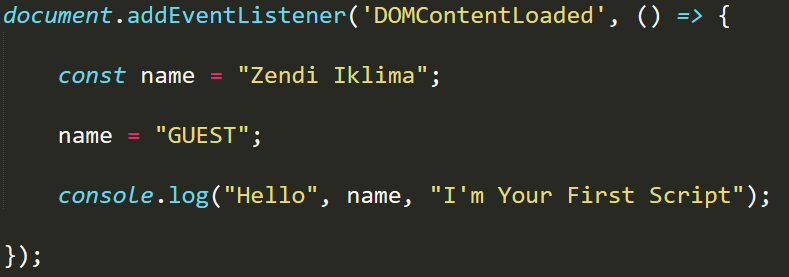 document.addEventListener('DOMContentLoaded', () => {
const name = "Zendi Iklima";
name = "GUEST";
console.log("Hello", name, "I'm Your First Script");
});